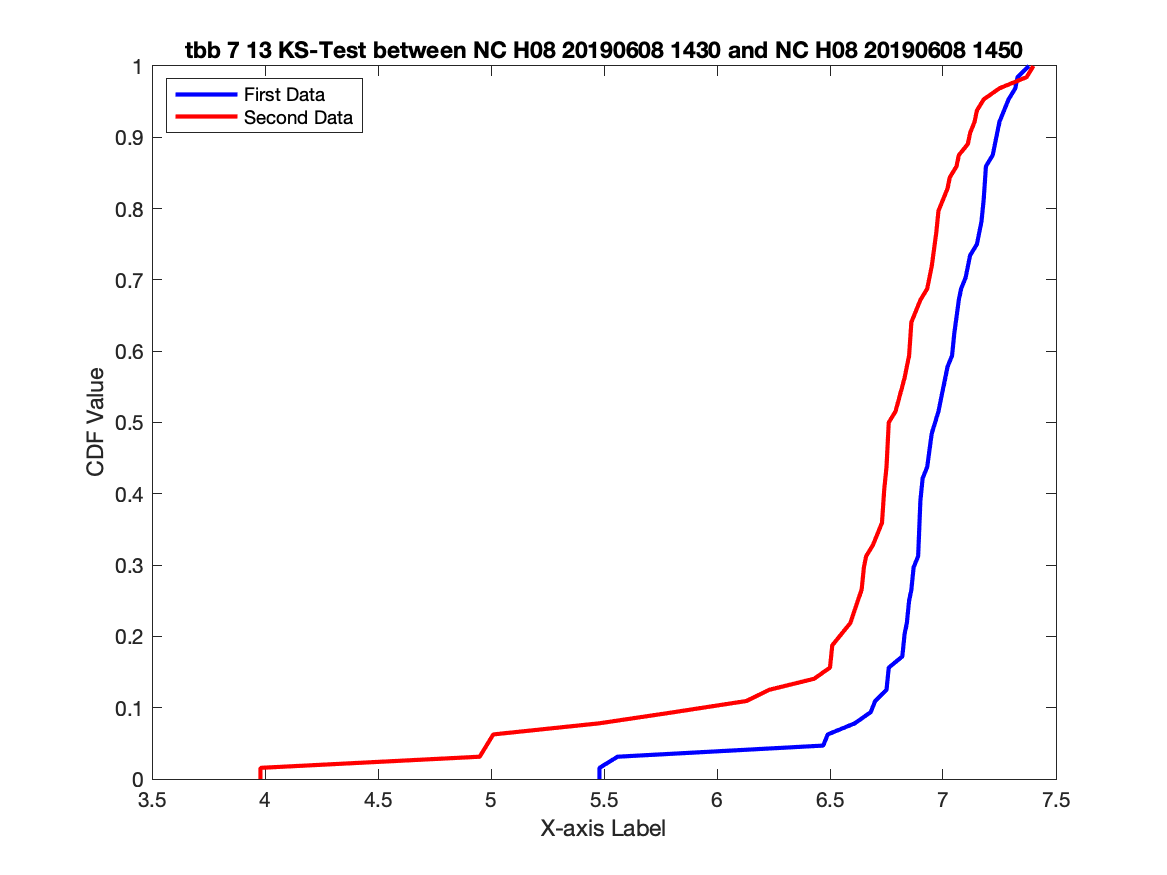 tbb 7 13 KS-Test between NC H08 20190608 1430 and NC H08 20190608 1450
First Data
Second Data
1
0.9
0.8
0.7
0.6
0.5
0.4
0.3
0.2
0.1
0
CDF Value
3.5 4 4.5 5 5.5 6 6.5 7 7.5
X-axis Label